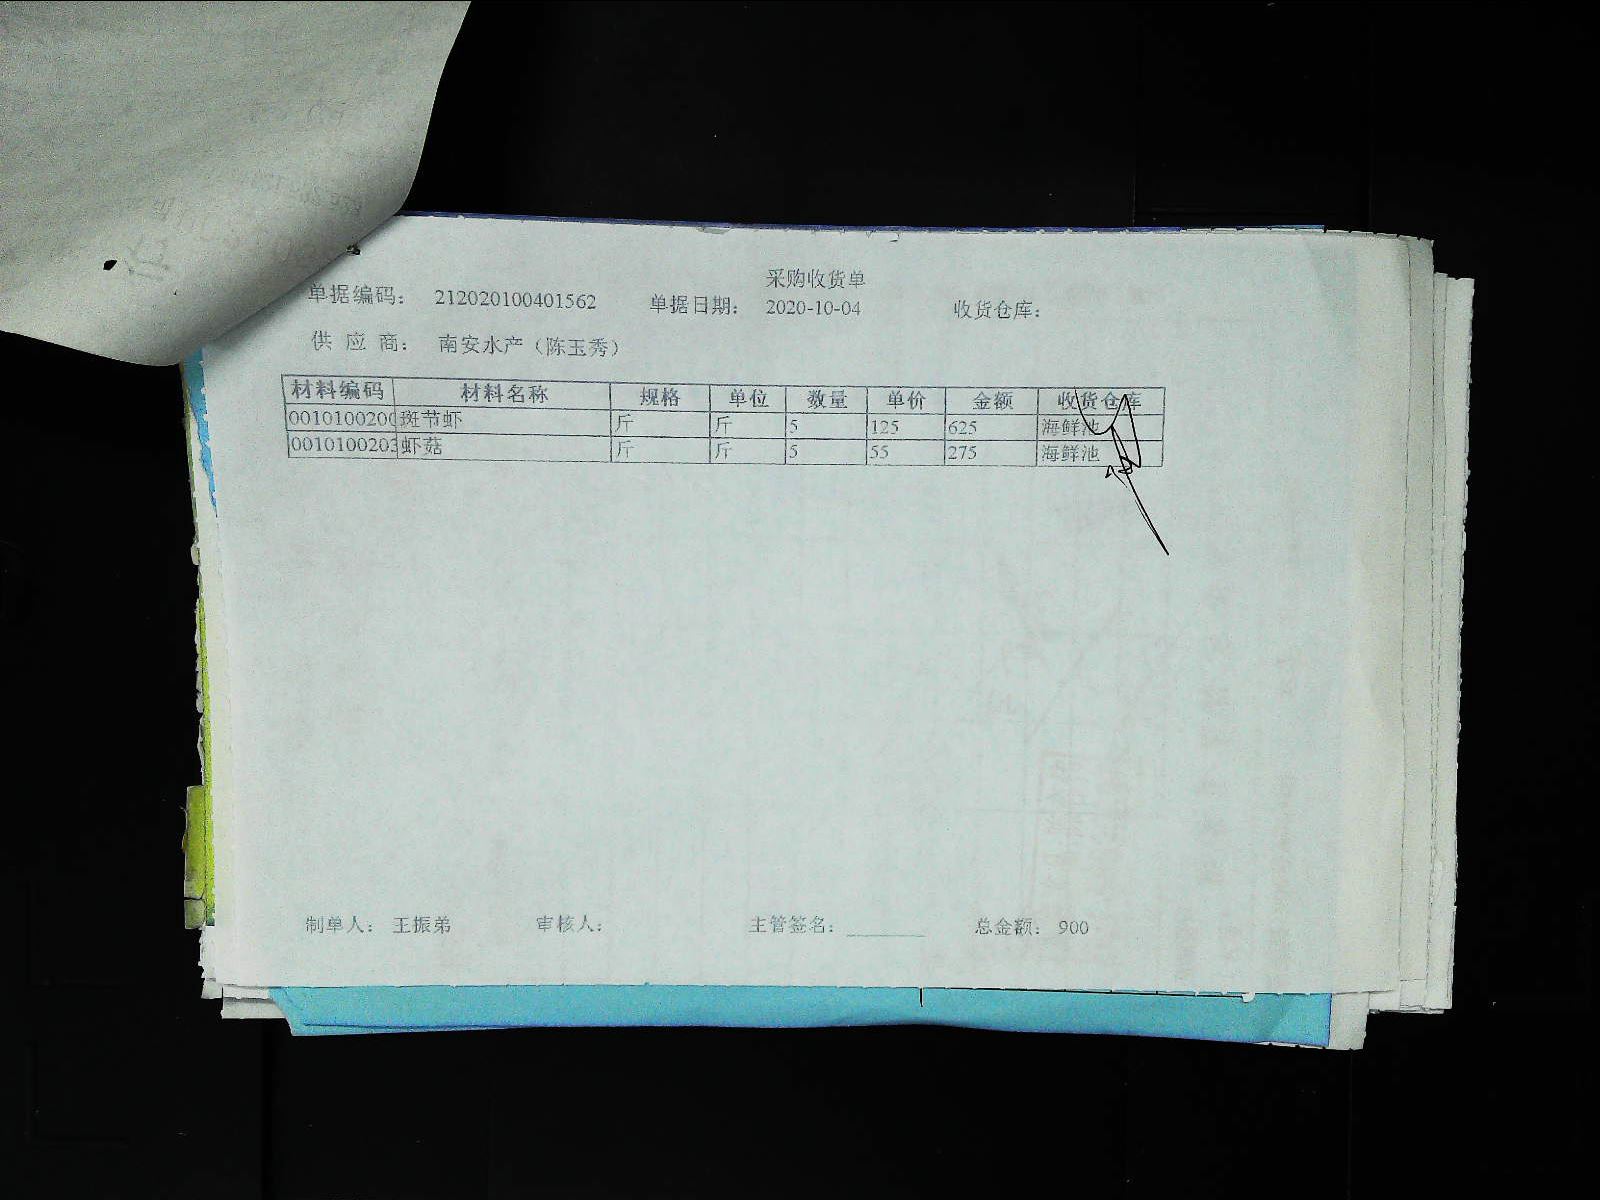 采购收货单
单据编码: 212020100401562 单据日期: 2020-10-04 收货仓库:
供应商: 南安水产（陈玉秀）
材料编码 材料名称 规格 单位 数量 单价 金额 收货仓库
0010100200 斑节虾 斤 斤 5 125 625 海鲜池
0010100203 虾菇 斤 斤 5 55 275 海鲜池
制单人: 王振弟 审核人: 主管签名: ________ 总金额: 900